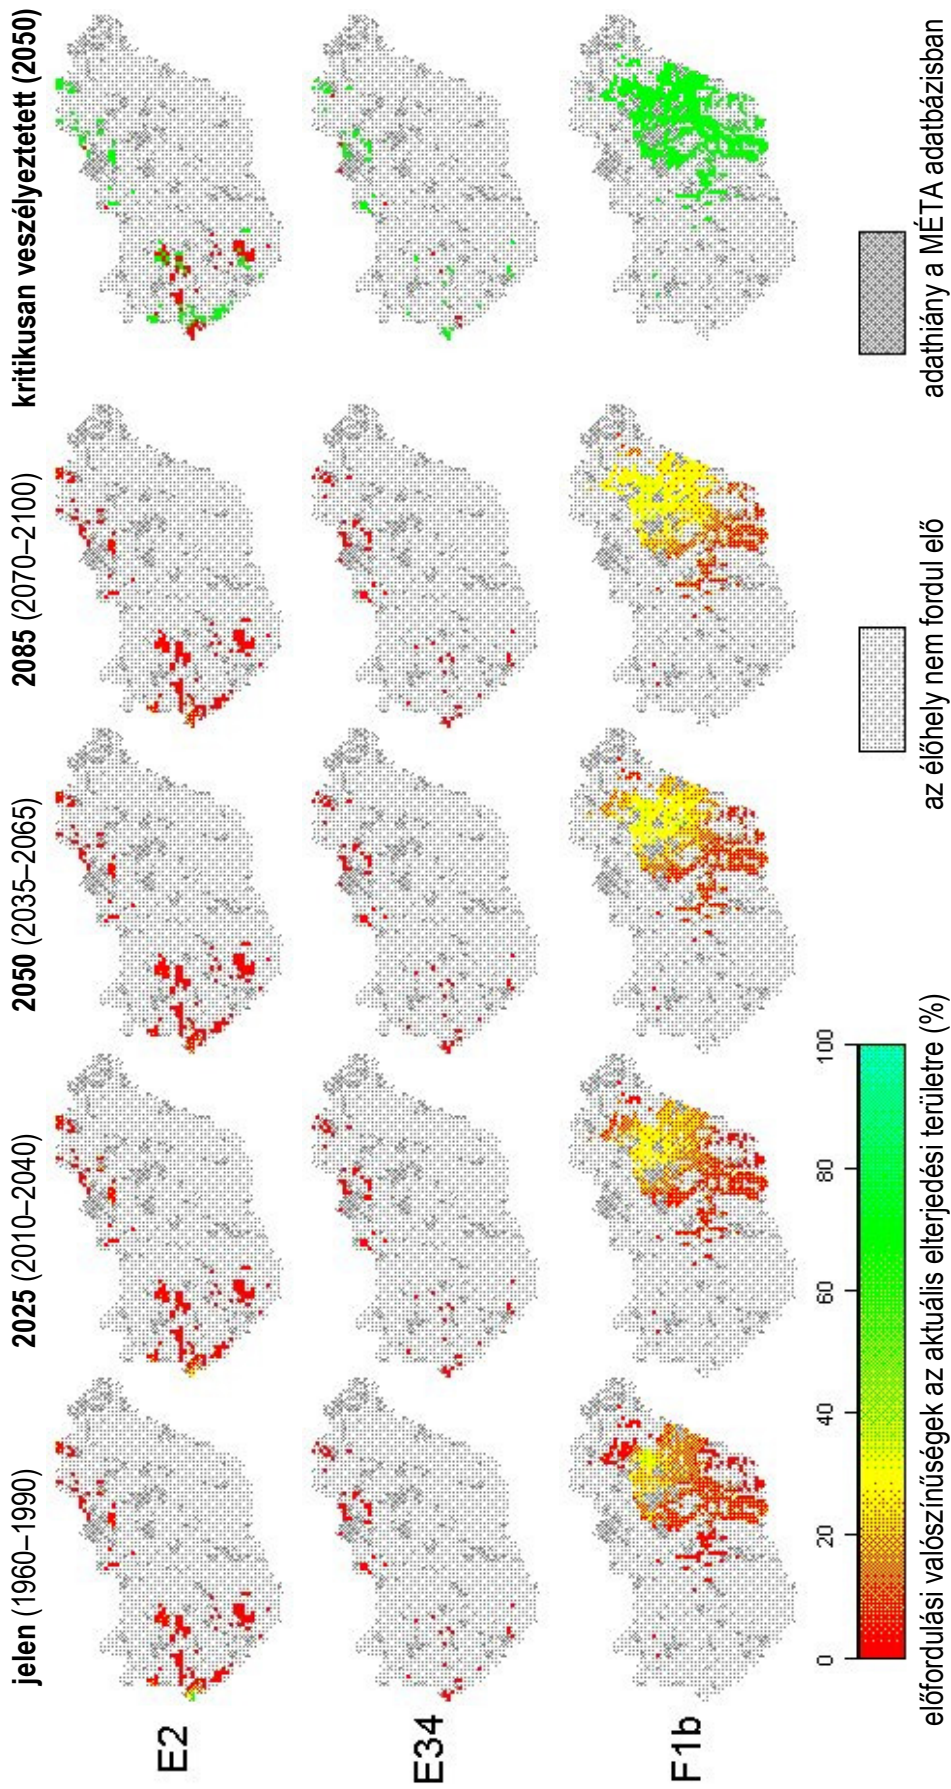 jelen (1960–1990)
2025 (2010–2040)
2050 (2035–2065)
2085 (2070–2100)
kritikusan veszélyeztetett (2050)
E2
E34
F1b
0
20
40
60
80
100
előfordulási valószínűségek az aktuális elterjedési területre (%)
az élőhely nem fordul elő
adathiány a MÉTA adatbázisban